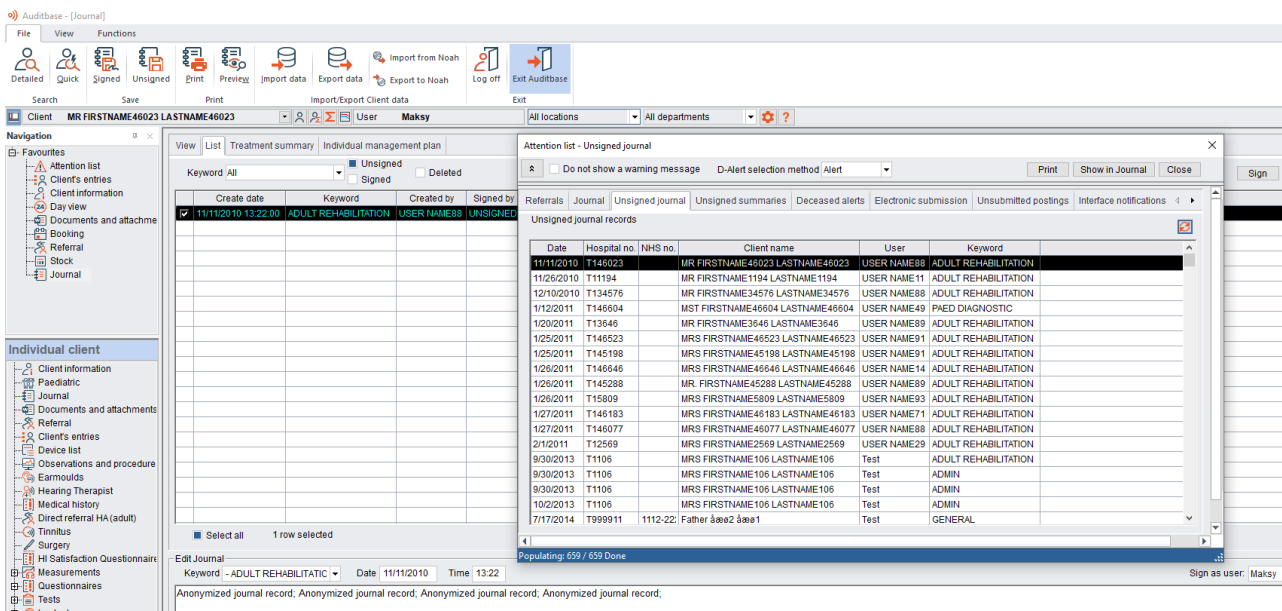 Auditbase - [Journal]
File View Functions
Detailed Quick Signed Unsigned Print Preview Import data Export data Import from Noah Export to Noah Log off Exit Auditbase
Search Save Print Import/Export Client data Exit
Client MR FIRSTNAME46023 LASTNAME46023 User Maksy All locations All departments
Navigation
Favourites
Attention list
Client's entries
Client information
Day view
Documents and attachme
Booking
Referral
Stock
Journal
Individual client
Client information
Paediatric
Journal
Documents and attachments
Referral
Client's entries
Device list
Observations and procedure
Earmoulds
Hearing Therapist
Medical history
Direct referral HA (adult)
Tinnitus
Surgery
HI Satisfaction Questionnaire
Measurements
Questionnaires
Tests
View List Treatment summary Individual management plan
Keyword All Unsigned Signed Deleted
Create date Keyword Created by Signed by
11/11/2010 13:22:00 ADULT REHABILITATION USER NAME88 UNSIGNED
Select all 1 row selected
Edit Journal
Keyword - ADULT REHABILITATIC Date 11/11/2010 Time 13:22 Sign as user: Maksy
Anonymized journal record; Anonymized journal record; Anonymized journal record; Anonymized journal record;
Sign
Attention list - Unsigned journal
Do not show a warning message D-Alert selection method Alert Print Show in Journal Close
Referrals Journal Unsigned journal Unsigned summaries Deceased alerts Electronic submission Unsubmitted postings Interface notifications
Unsigned journal records
Date Hospital no. NHS no. Client name User Keyword
11/11/2010 T146023 MR FIRSTNAME46023 LASTNAME46023 USER NAME88 ADULT REHABILITATION
11/26/2010 T11194 MR FIRSTNAME1194 LASTNAME1194 USER NAME11 ADULT REHABILITATION
12/10/2010 T134576 MR FIRSTNAME34576 LASTNAME34576 USER NAME88 ADULT REHABILITATION
1/12/2011 T146604 MST FIRSTNAME46604 LASTNAME46604 USER NAME49 PAED DIAGNOSTIC
1/20/2011 T13646 MR FIRSTNAME3646 LASTNAME3646 USER NAME89 ADULT REHABILITATION
1/25/2011 T146523 MRS FIRSTNAME46523 LASTNAME46523 USER NAME91 ADULT REHABILITATION
1/25/2011 T145198 MRS FIRSTNAME45198 LASTNAME45198 USER NAME91 ADULT REHABILITATION
1/26/2011 T146646 MRS FIRSTNAME46646 LASTNAME46646 USER NAME14 ADULT REHABILITATION
1/26/2011 T145288 MR. FIRSTNAME45288 LASTNAME45288 USER NAME89 ADULT REHABILITATION
1/26/2011 T15809 MRS FIRSTNAME5809 LASTNAME5809 USER NAME93 ADULT REHABILITATION
1/27/2011 T146183 MRS FIRSTNAME46183 LASTNAME46183 USER NAME71 ADULT REHABILITATION
1/27/2011 T146077 MRS FIRSTNAME46077 LASTNAME46077 USER NAME88 ADULT REHABILITATION
2/1/2011 T12569 MRS FIRSTNAME2569 LASTNAME2569 USER NAME29 ADULT REHABILITATION
9/30/2013 T1106 MRS FIRSTNAME106 LASTNAME106 Test ADULT REHABILITATION
9/30/2013 T1106 MRS FIRSTNAME106 LASTNAME106 Test ADMIN
9/30/2013 T1106 MRS FIRSTNAME106 LASTNAME106 Test ADMIN
10/2/2013 T1106 MRS FIRSTNAME106 LASTNAME106 Test ADMIN
7/17/2014 T999911 1112-22: Father åæø2 åæø1 Test GENERAL
Populating: 659 / 659 Done